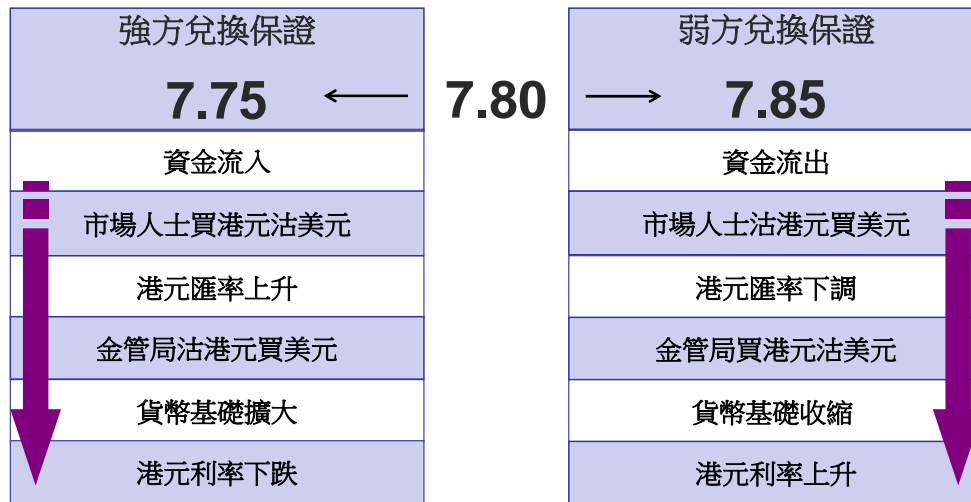 強方兌換保證
7.75
資金流入
市場人士買港元沽美元
港元匯率上升
金管局沽港元買美元
貨幣基礎擴大
港元利率下跌
7.80
弱方兌換保證
7.85
資金流出
市場人士沽港元買美元
港元匯率下調
金管局買港元沽美元
貨幣基礎收縮
港元利率上升